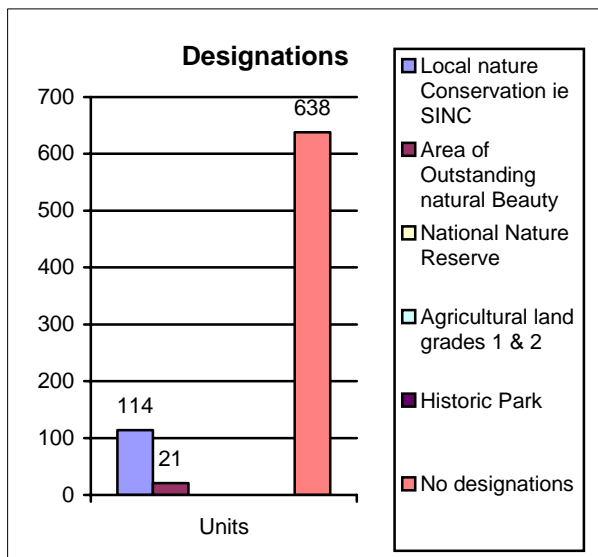 Designations
700
600
500
400
300
200
100
0
114
21
638
Units
Local nature
Conservation ie
SINC
Area of
Outstanding
natural Beauty
National Nature
Reserve
Agricultural land
grades 1 & 2
Historic Park
No designations